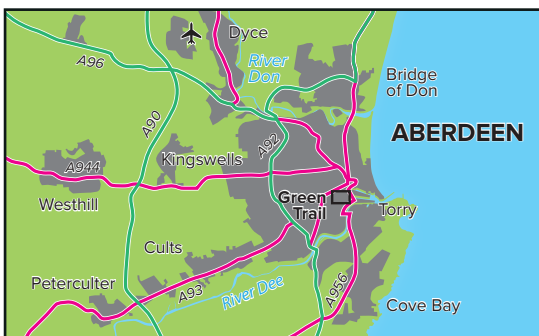 Dyce
A96
River
Don
Bridge
of Don
A90
ABERDEEN
A92
Kingswells
A944
Green
Trail
Westhill
Torry
Cults
Peterculter
A93
River Dee
A956
Cove Bay